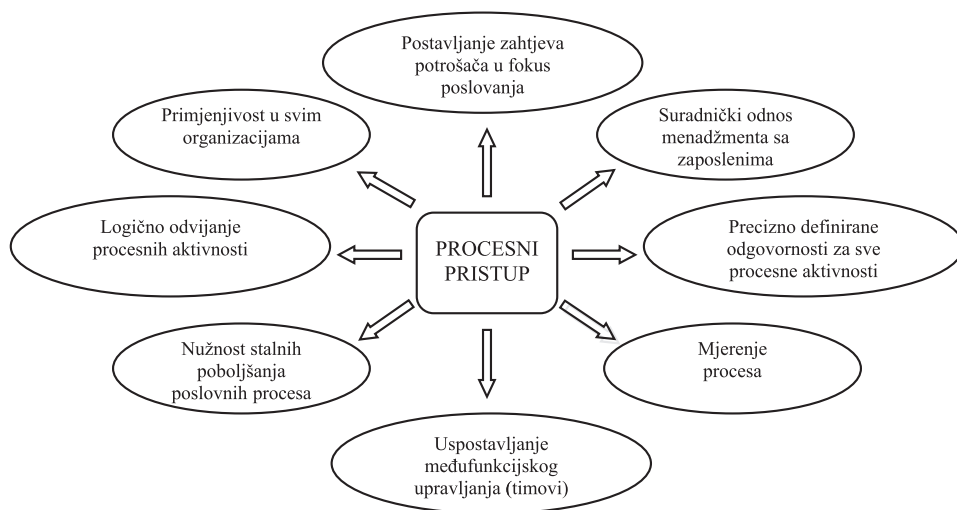 Postavljanje zahtjeva
potrošača u fokus
poslovanja
Primjenjivost u svim
organizacijama
Suradnički odnos
menadžmenta sa
zaposlenima
Logično odvijanje
procesnih aktivnosti
PROCESNI
PRISTUP
Precizno definirane
odgovornosti za sve
procesne aktivnosti
Nužnost stalnih
poboljšanja
poslovnih procesa
Mjerenje
procesa
Uspostavljanje
međufunkcijskog
upravljanja (timovi)